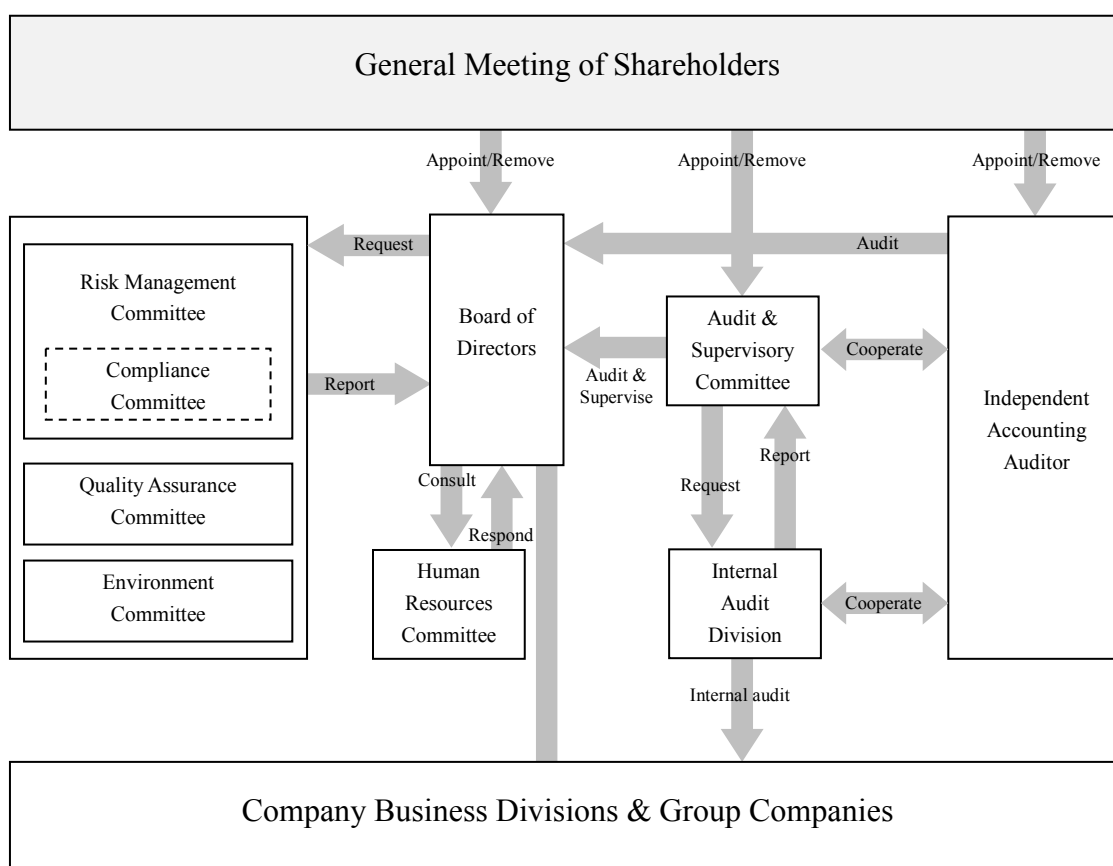 General Meeting of Shareholders
Appoint/Remove
Appoint/Remove
Appoint/Remove
Request
Audit
Risk Management
Committee
Compliance
Committee
Report
Board of
Directors
Audit &
Supervise
Audit &
Supervisory
Committee
Cooperate
Independent
Accounting
Auditor
Quality Assurance
Committee
Consult
Respond
Request
Report
Environment
Committee
Human
Resources
Committee
Internal
Audit
Division
Cooperate
Internal audit
Company Business Divisions & Group Companies